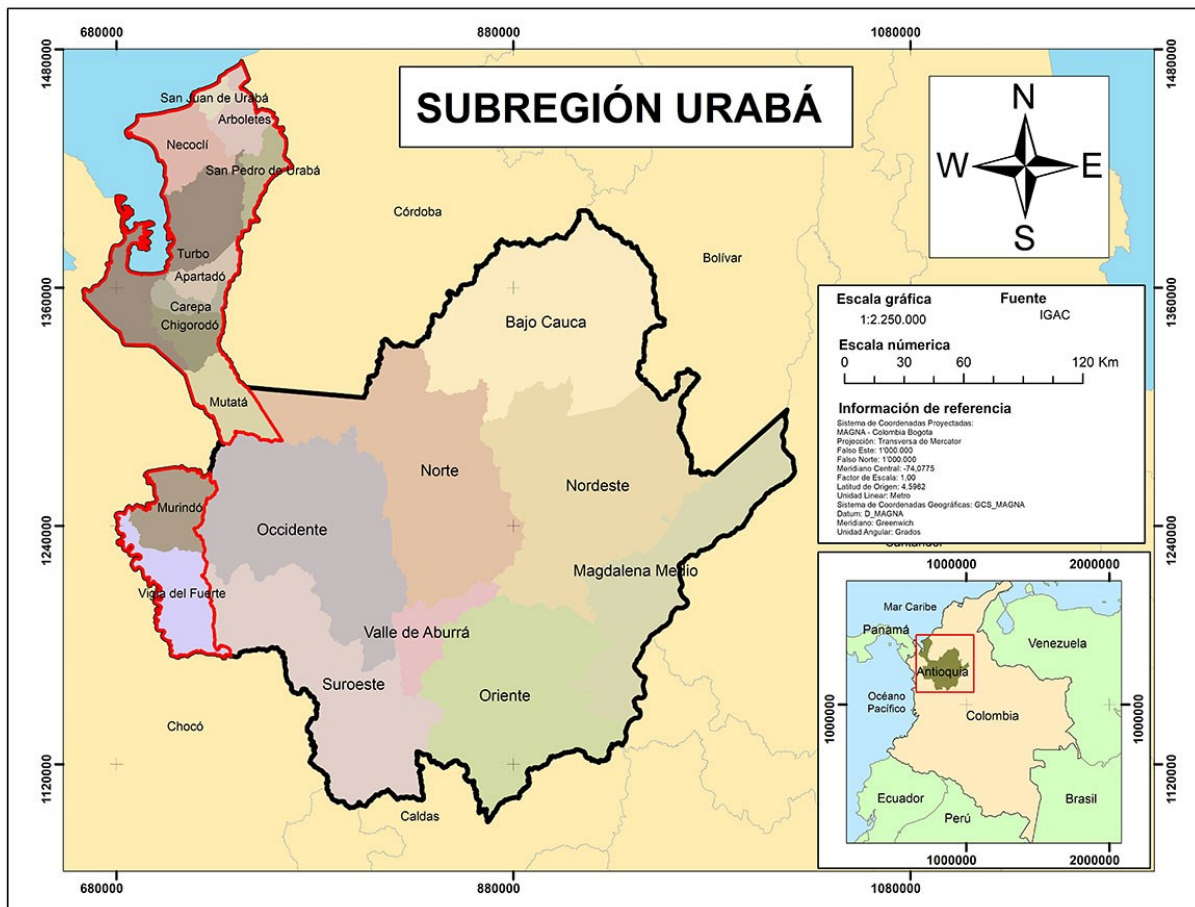 680000
880000
1080000
1480000
1480000
SUBREGIÓN URABÁ
N
W
E
S
San Juan de Urabá
Arboletes
Necoclí
San Pedro de Urabá
Córdoba
Bolívar
Turbo
Apartadó
Carepa
Chigorodó
Mutatá
1360000
1360000
Bajo Cauca
Escala gráfica
Fuente
1:2.250.000
IGAC
Escala númerica
0
30
60
120 Km
Información de referencia
Sistema de Coordenadas Proyectadas:
MAGNA - Colombia Bogota
Projoción: Transversa de Mercator
Falso Este: 1'000.000
Falso Norte: 1'000.000
Meridiano Central: -74,0775
Factor de Escala: 1,00
Latitud de Origen: 4,5962
Unidad Linear: Metro
Sistema de Coordenadas Geográficas: GCS_MAGNA
Datum: D_MAGNA
Meridiano: Greenwich
Unidad Angular: Grados
Norte
Nordeste
Murindó
Occidente
1240000
1240000
Magdalena Medio
Vigía del Fuerte
Valle de Aburrá
Suroeste
Oriente
Chocó
Caldas
1120000
1120000
1000000
2000000
Mar Caribe
Panamá
Venezuela
Antioquia
Océano
Pacífico
Colombia
1000000
1000000
Ecuador
Perú
Brasil
1000000
2000000
680000
880000
1080000